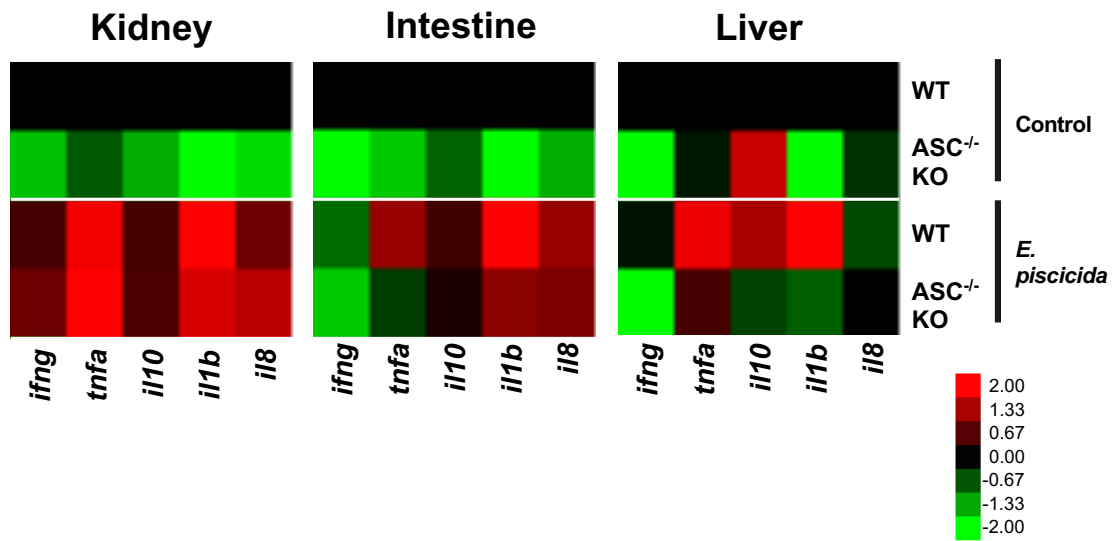 Kidney
Intestine
Liver
WT
ASC-/-
KO
Control
WT
ASC-/-
KO
E.
piscicida
ifng
tnfa
il10
il1b
il8
ifng
tnfa
il10
il1b
il8
ifng
tnfa
il10
il1b
il8
2.00
1.33
0.67
0.00
-0.67
-1.33
-2.00